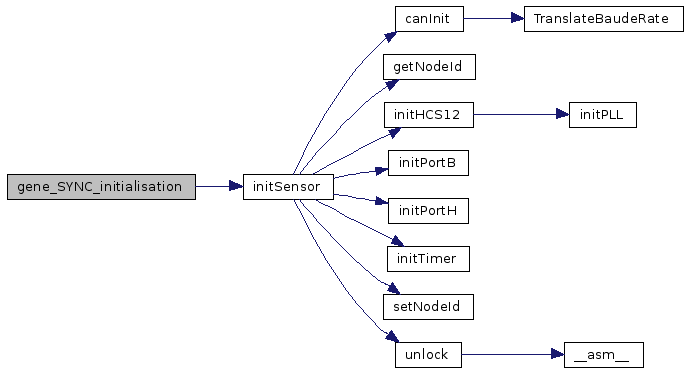 canInit
TranslateBaudeRate
getNodeId
initHCS12
initPLL
initPortB
gene_SYNC_initialisation
initSensor
initPortH
initTimer
setNodeId
unlock
__asm__